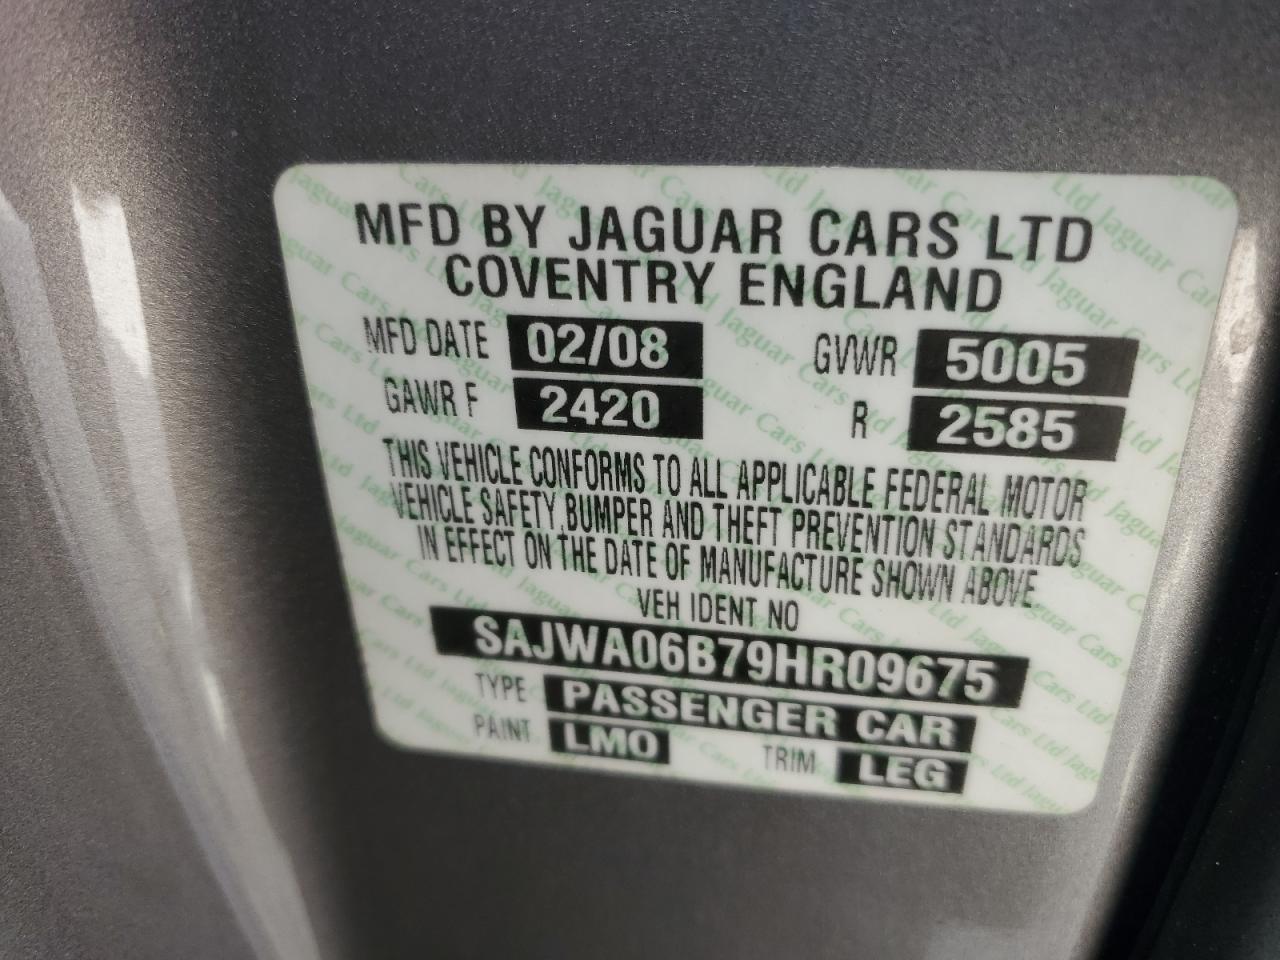 MFD BY JAGUAR CARS LTD
COVENTRY ENGLAND
MFD DATE 02/08 GVWR 5005
GAWR F 2420 R 2585
THIS VEHICLE CONFORMS TO ALL APPLICABLE FEDERAL MOTOR
VEHICLE SAFETY, BUMPER AND THEFT PREVENTION STANDARDS
IN EFFECT ON THE DATE OF MANUFACTURE SHOWN ABOVE
VEH IDENT NO
SAJWA06B79HR09675
TYPE PASSENGER CAR
PAINT LMO TRIM LEG